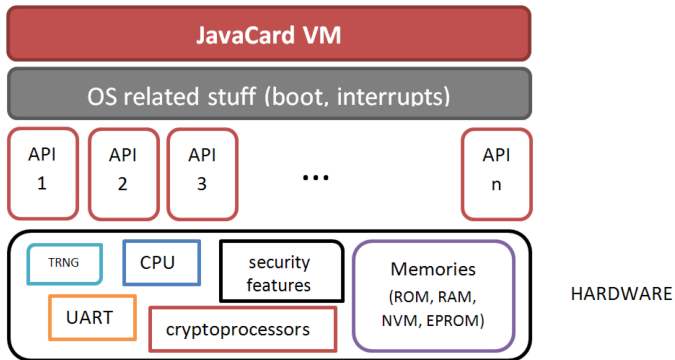 JavaCard VM
OS related stuff (boot, interrupts)
API
1
API
2
API
3
...
API
n
TRNG
CPU
security
features
Memories
(ROM, RAM,
NVM, EPROM)
UART
cryptoprocessors
HARDWARE